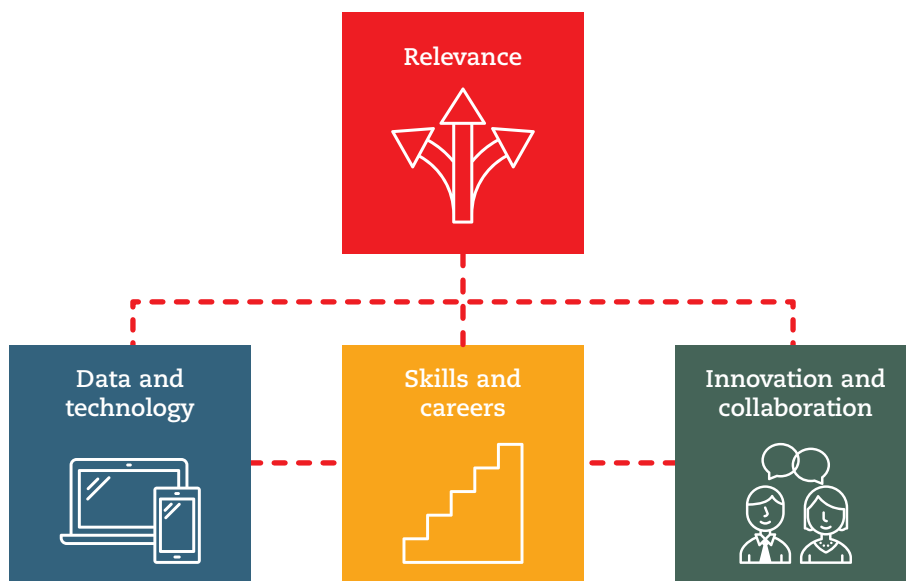 Relevance
Data and
technology
Skills and
careers
Innovation and
collaboration